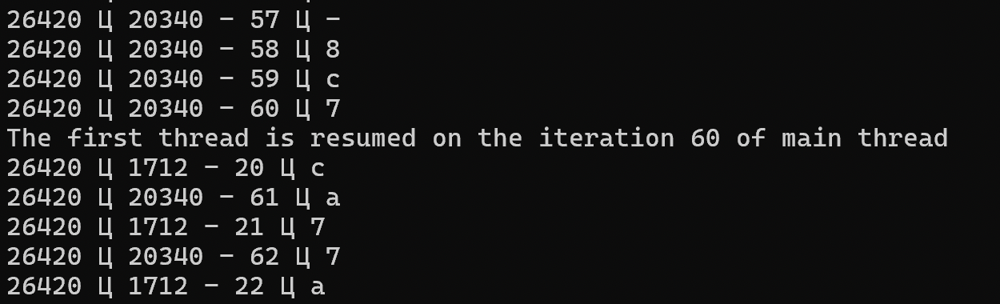 26420 Ц 20340 - 57 Ц -
26420 Ц 20340 - 58 Ц 8
26420 Ц 20340 - 59 Ц c
26420 Ц 20340 - 60 Ц 7
The first thread is resumed on the iteration 60 of main thread
26420 Ц 1712 - 20 Ц c
26420 Ц 20340 - 61 Ц a
26420 Ц 1712 - 21 Ц 7
26420 Ц 20340 - 62 Ц 7
26420 Ц 1712 - 22 Ц a